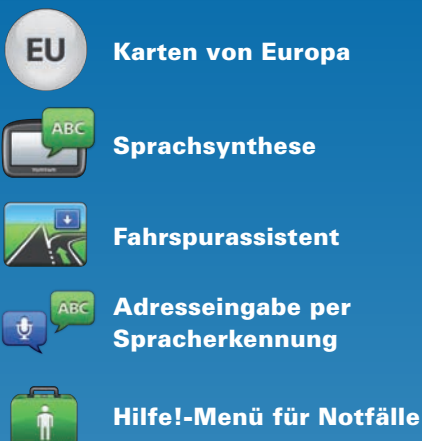 EU
Karten von Europa
ABC
Sprachsynthese
Fahrspurassistent
ABC
Adresseingabe per
Spracherkennung
Hilfe!-Menü für Notfälle